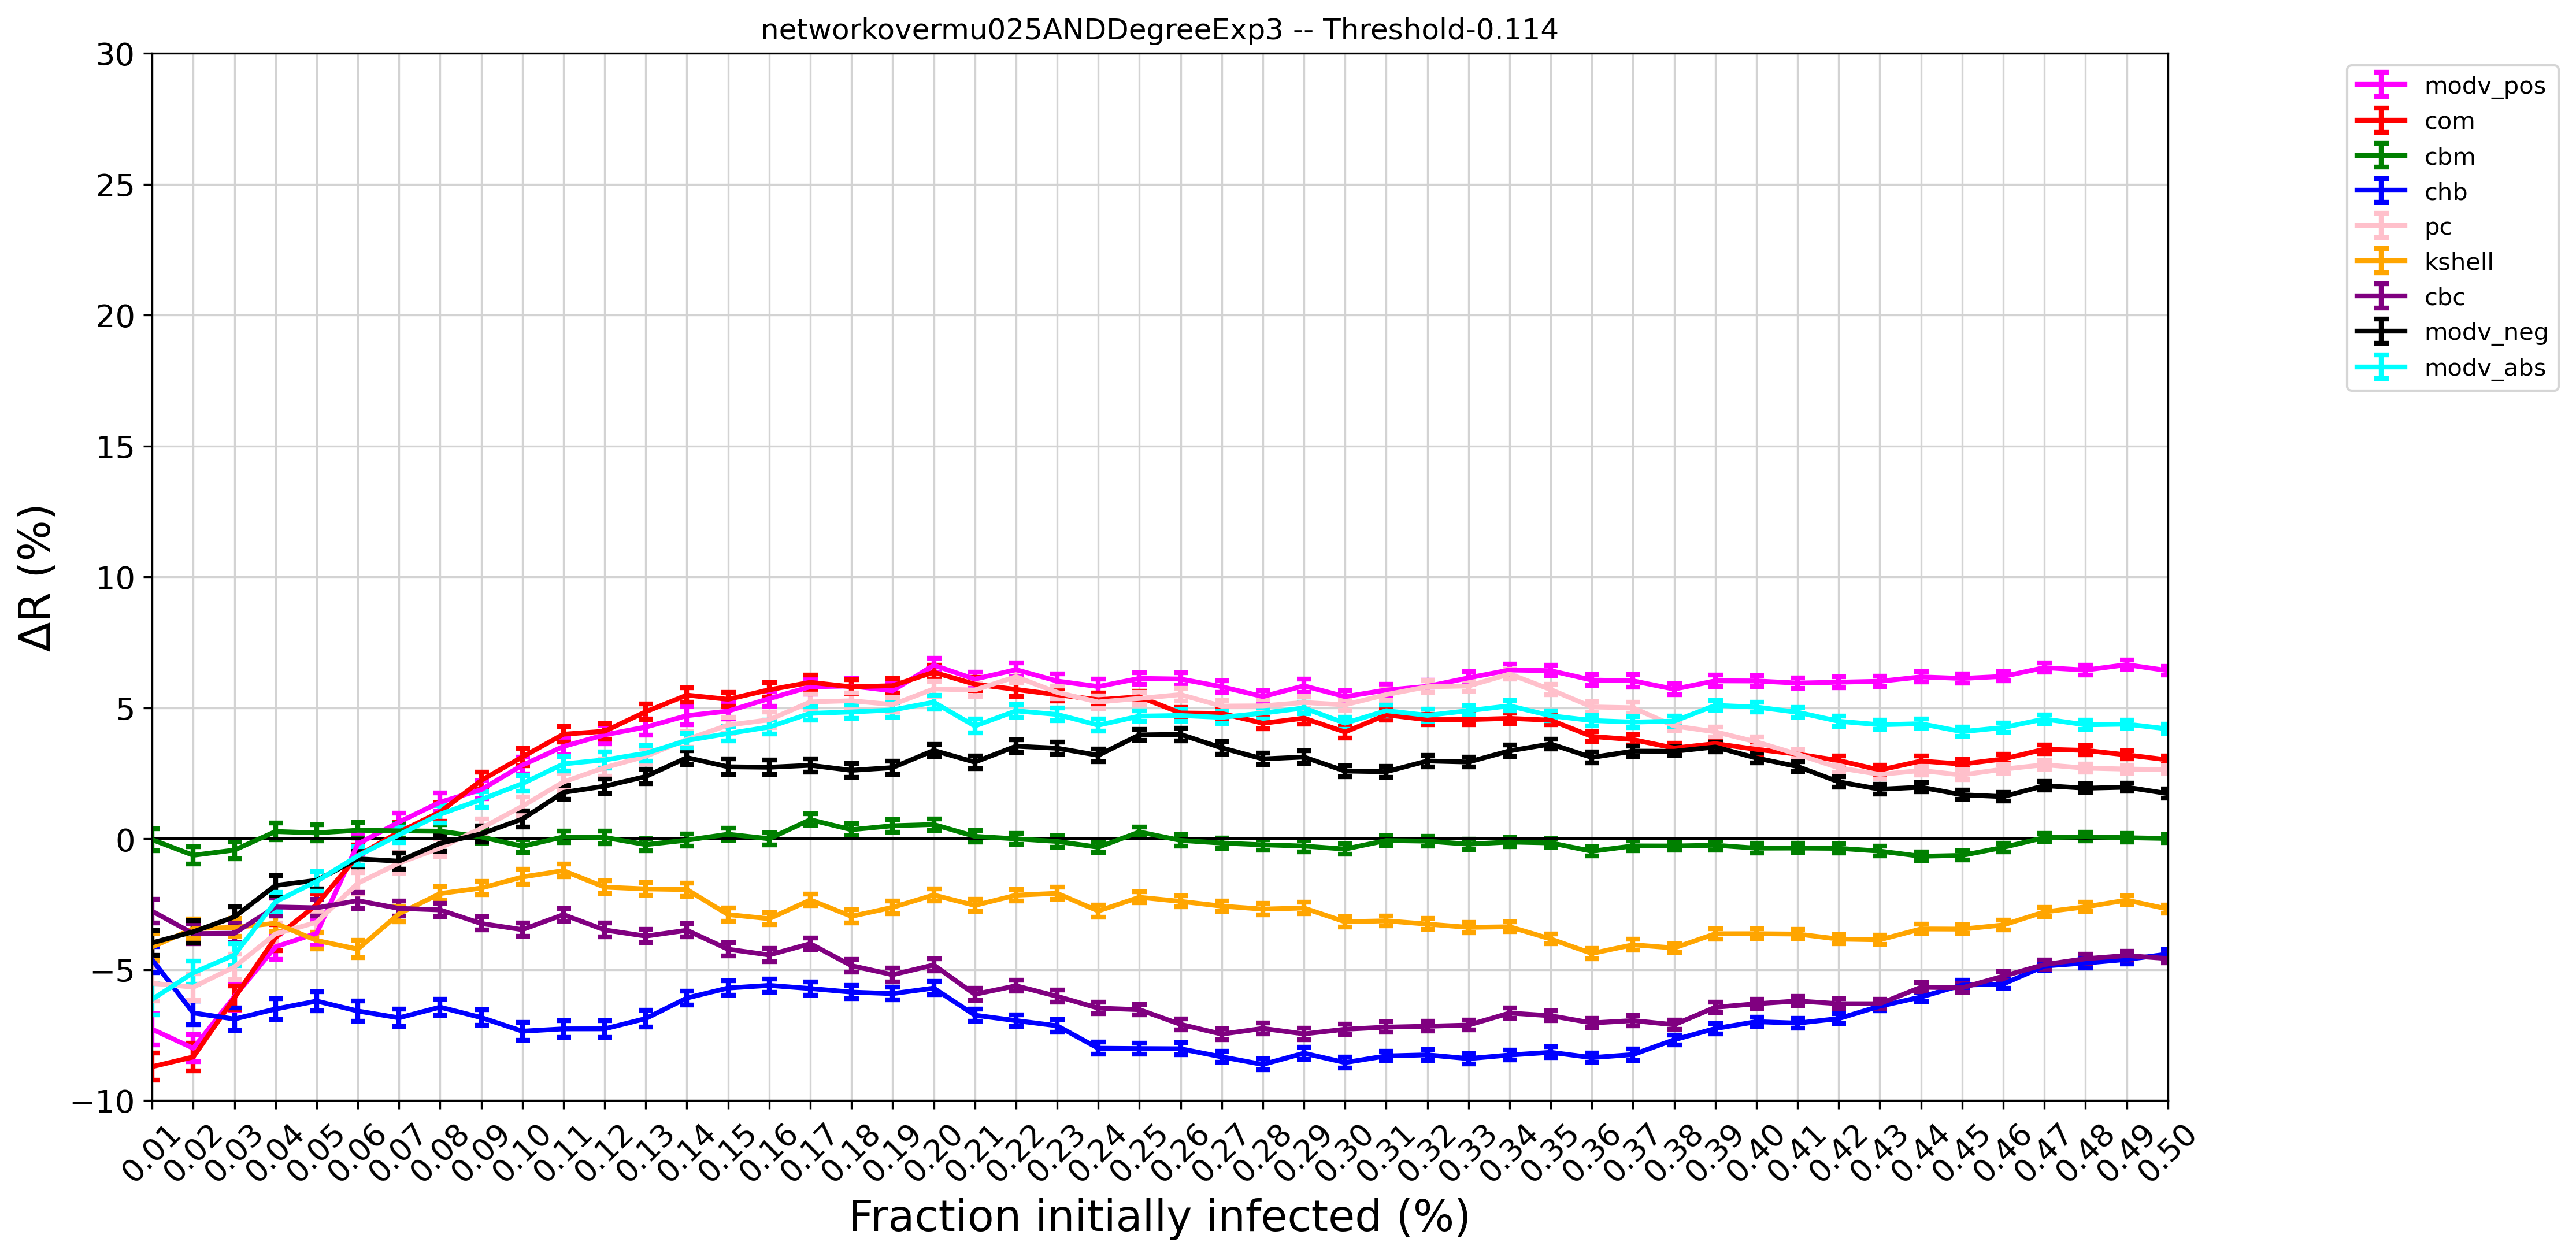 networkovermu025ANDDegreeExp3 -- Threshold-0.114
30
25
20
15
10
5
0
−5
−10
ΔR (%)
0.01 0.02 0.03 0.04 0.05 0.06 0.07 0.08 0.09 0.10 0.11 0.12 0.13 0.14 0.15 0.16 0.17 0.18 0.19 0.20 0.21 0.22 0.23 0.24 0.25 0.26 0.27 0.28 0.29 0.30 0.31 0.32 0.33 0.34 0.35 0.36 0.37 0.38 0.39 0.40 0.41 0.42 0.43 0.44 0.45 0.46 0.47 0.48 0.49 0.50
Fraction initially infected (%)
modv_pos
com
cbm
chb
pc
kshell
cbc
modv_neg
modv_abs